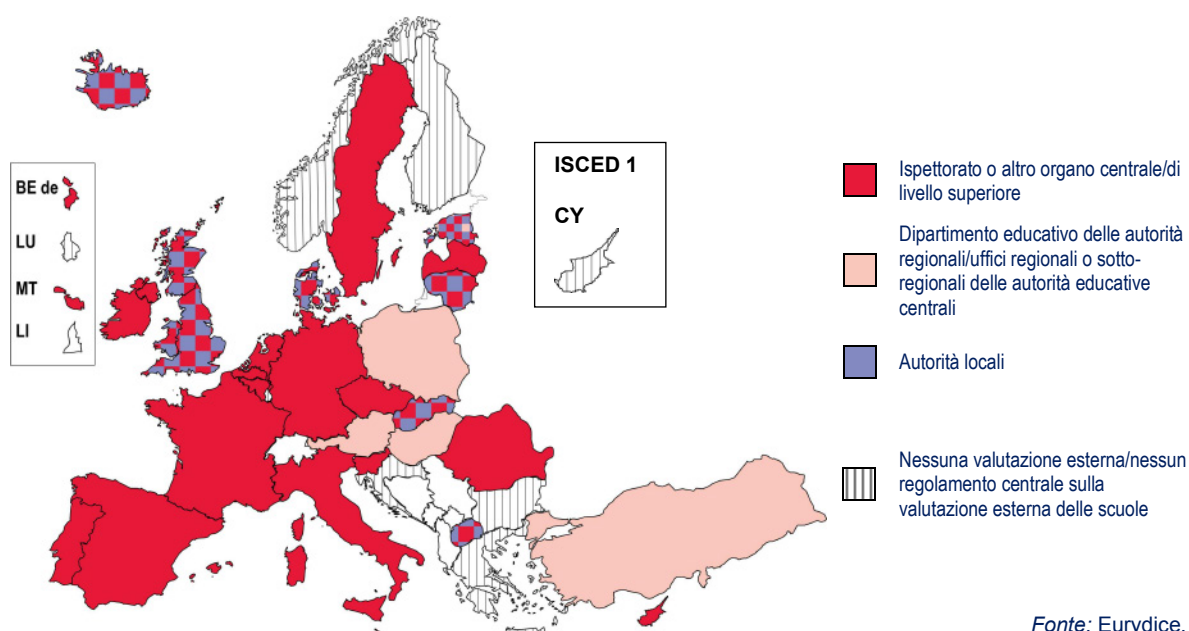 BE de
LU
MT
LI
ISCED 1
CY
Ispettorato o altro organo centrale/di
livello superiore
Dipartimento educativo delle autorità
regionali/uffici regionali o sotto-
regionali delle autorità educative
centrali
Autorità locali
Nessuna valutazione esterna/nessun
regolamento centrale sulla
valutazione esterna delle scuole
Fonte: Eurydice.